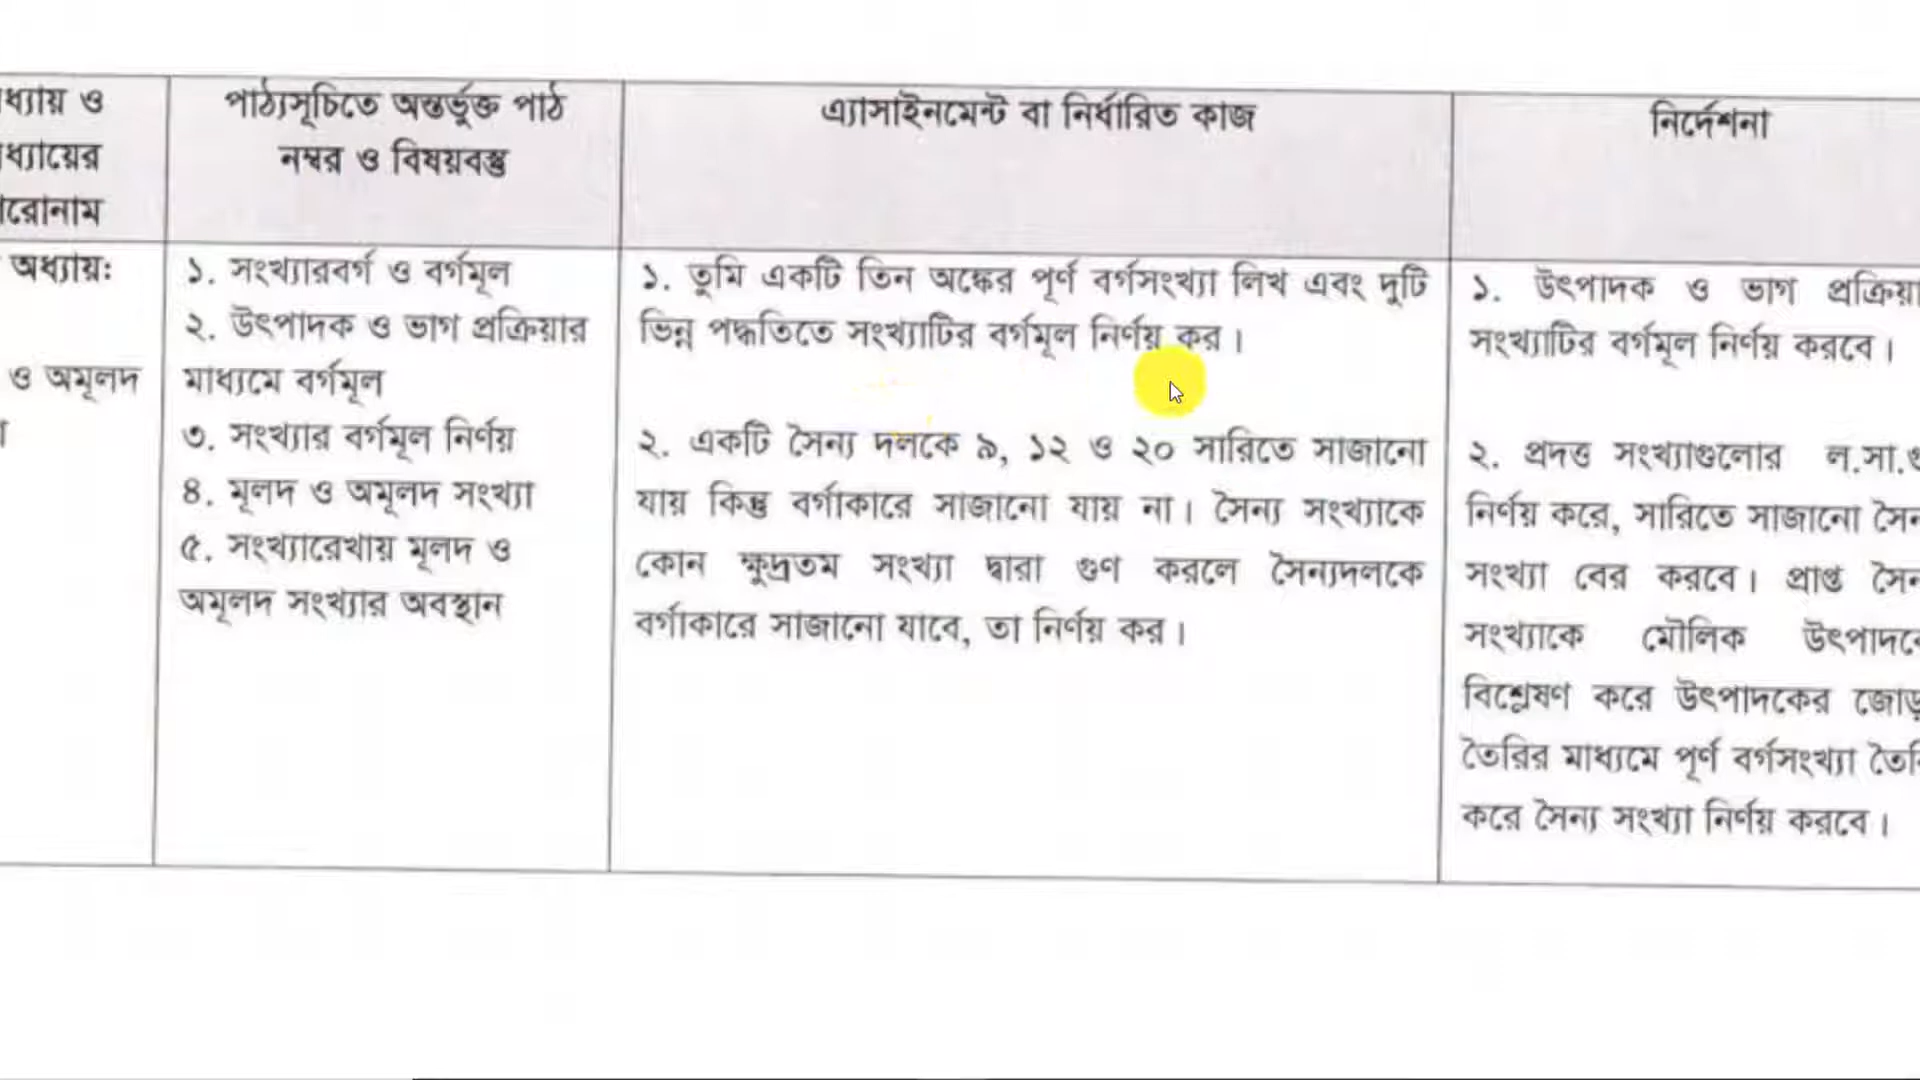 ও
রোনাম
পাঠ্যসূচিতে অন্তর্ভুক্ত পাঠ
নম্বর ও বিষয়বস্তু
এ্যাসাইনমেন্ট বা নির্ধারিত কাজ
নির্দেশনা
অধ্যায়ঃ
ও অমূলদ
১. সংখ্যারবর্গ ও বর্গমূল
২. উৎপাদক ও ভাগ প্রক্রিয়ার
মাধ্যমে বর্গমূল
৩. সংখ্যার বর্গমূল নির্ণয়
৪. মূলদ ও অমূলদ সংখ্যা
৫. সংখ্যারেখায় মূলদ ও
অমূলদ সংখ্যার অবস্থান
১. তুমি একটি তিন অঙ্কের পূর্ণ বর্গসংখ্যা লিখ এবং দুটি
ভিন্ন পদ্ধতিতে সংখ্যাটির বর্গমূল নির্ণয় কর।
২. একটি সৈন্য দলকে ৯, ১২ ও ২০ সারিতে সাজানো
যায় কিন্তু বর্গাকারে সাজানো যায় না। সৈন্য সংখ্যাকে
কোন ক্ষুদ্রতম সংখ্যা দ্বারা গুণ করলে সৈন্যদলকে
বর্গাকারে সাজানো যাবে, তা নির্ণয় কর।
১. উৎপাদক ও ভাগ প্রক্রিয়া
সংখ্যাটির বর্গমূল নির্ণয় করবে।
২. প্রদত্ত সংখ্যাগুলোর ল.সা.গু
নির্ণয় করে, সারিতে সাজানো সৈন
সংখ্যা বের করবে। প্রাপ্ত সৈন
সংখ্যাকে মৌলিক উৎপাদকে
বিশ্লেষণ করে উৎপাদকের জোড়
তৈরির মাধ্যমে পূর্ণ বর্গসংখ্যা তৈরি
করে সৈন্য সংখ্যা নির্ণয় করবে।